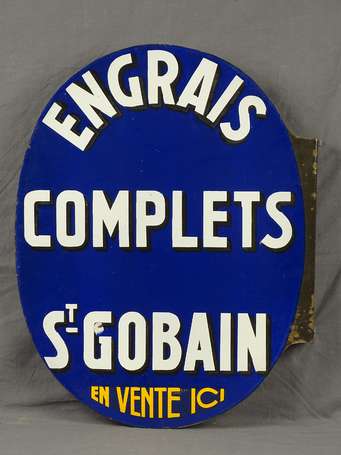 ENGRAIS
COMPLETS
ST GOBAIN
EN VENTE ICI